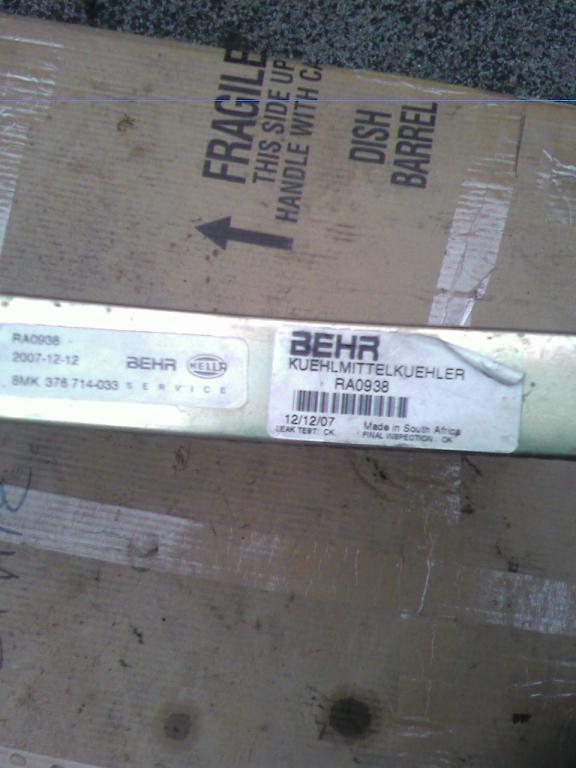 FRAGILE
THIS SIDE UP
HANDLE WITH CA
DISH
BARREL
RA0938
2007-12-12
8MK 376 714-033
BEHR HELLA
SERVICE
BEHR
KUEHLMITTELKUEHLER
RA0938
12/12/07
LEAK TEST: OK
Made in South Africa
FINAL INSPECTION: OK